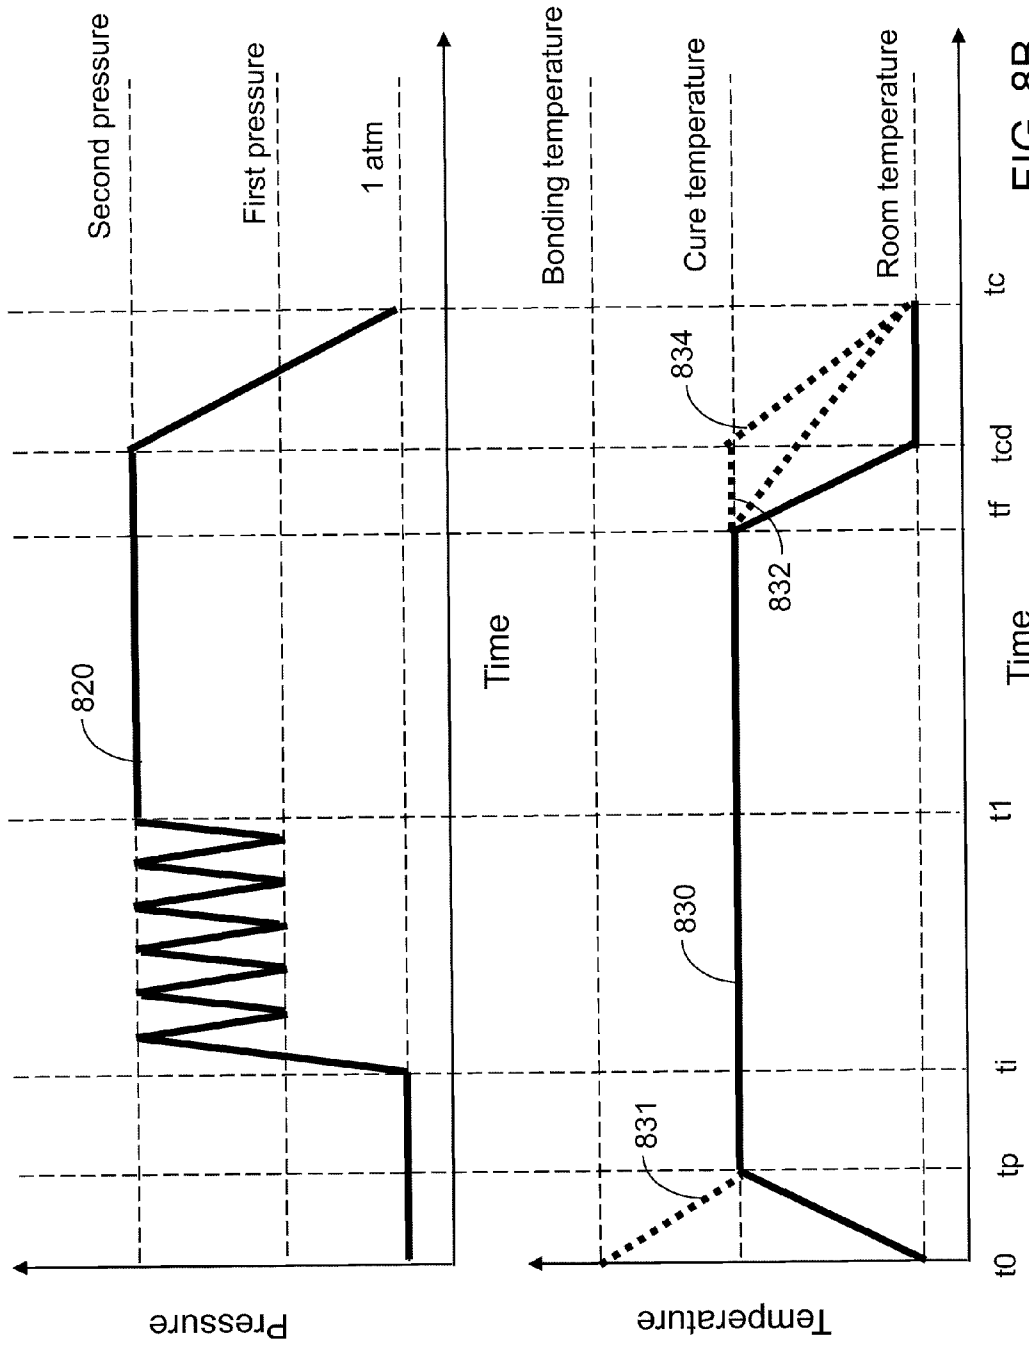 Pressure
Second pressure
First pressure
1 atm
820
Time
Temperature
Bonding temperature
Cure temperature
Room temperature
831
830
832
834
t0
tp
ti
t1
tf
tcd
tc
Time
FIG. 8B